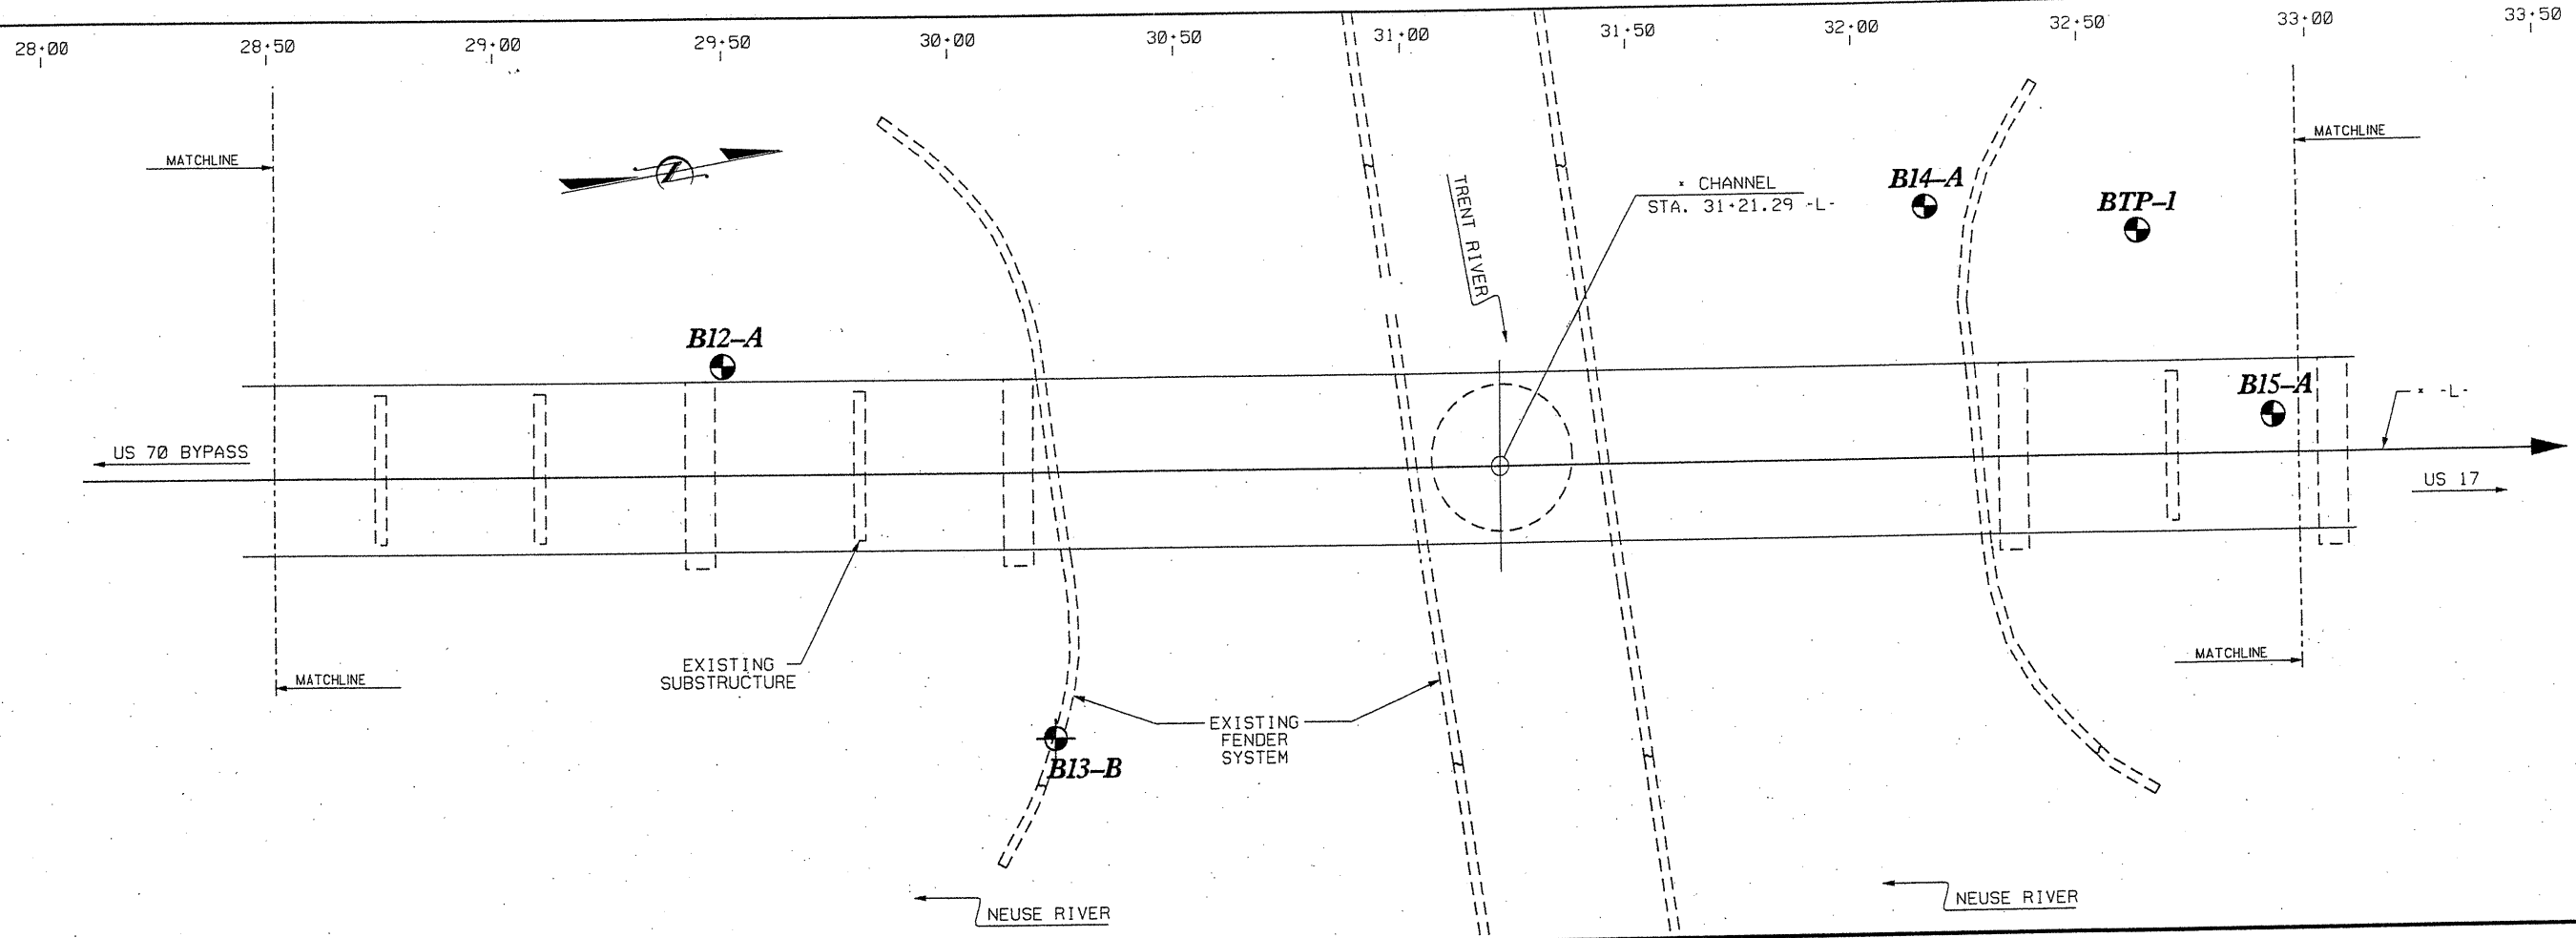 28+00 28+50 29+00 29+50 30+00 30+50 31+00 31+50 32+00 32+50 33+00 33+50
MATCHLINE
MATCHLINE
TRENT RIVER
CHANNEL
STA. 31+21.29 -L-
B14-A
BTP-1
B12-A
B15-A
-L-
US 70 BYPASS
US 17
EXISTING
SUBSTRUCTURE
MATCHLINE
MATCHLINE
EXISTING
FENDER
SYSTEM
B13-B
NEUSE RIVER
NEUSE RIVER